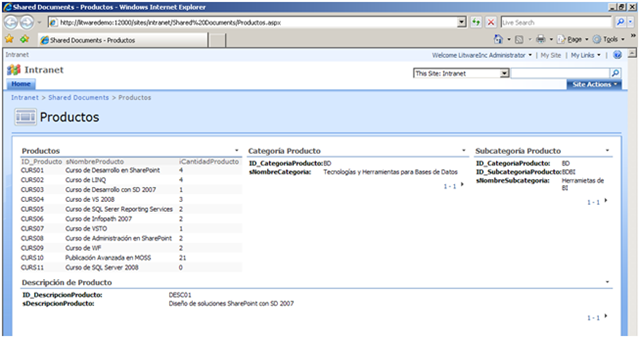 Shared Documents - Productos - Windows Internet Explorer
http://litwaredemo:12000/sites/intranet/Shared%20Documents/Productos.aspx
Live Search
Shared Documents - Productos
Page
Tools
Intranet
Welcome LitwareInc Administrator | My Site | My Links |
Intranet
This Site: Intranet
Home
Site Actions
Intranet > Shared Documents > Productos
Productos
Productos
ID_Producto sNombreProducto iCantidadProducto
CURS01 Curso de Desarrollo en SharePoint 4
CURS02 Curso de LINQ 4
CURS03 Curso de Desarrollo con SD 2007 1
CURS04 Curso de VS 2008 3
CURS05 Curso de SQL Serer Reporting Services 2
CURS06 Curso de Infopath 2007 2
CURS07 Curso de VSTO 1
CURS08 Curso de Administración en SharePoint 2
CURS09 Curso de WF 2
CURS10 Publicación Avanzada en MOSS 21
CURS11 Curso de SQL Server 2008 0
Categoría Producto
ID_CategoriaProducto: BD
sNombreCategoria: Tecnologías y Herramientas para Bases de Datos
1 - 1
Subcategoría Producto
ID_CategoriaProducto: BD
ID_SubcategoriaProducto: BDBI
sNombreSubcategoria: Herramietas de
BI
1 - 1
Descripción de Producto
ID_DescripcionProducto: DESC01
sDescripcionProducto: Diseño de soluciones SharePoint con SD 2007
1 - 1